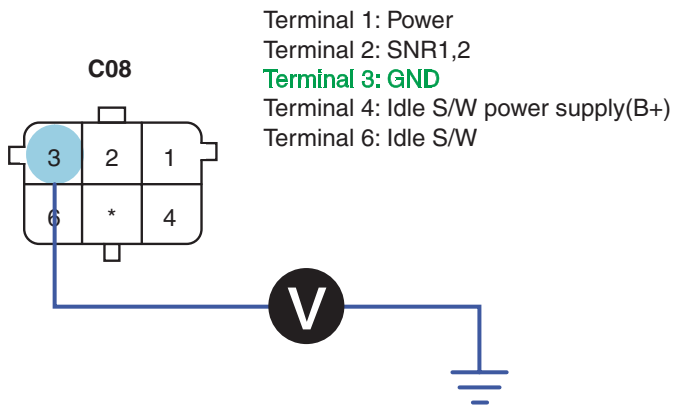 Terminal 1: Power
Terminal 2: SNR1,2
Terminal 3: GND
Terminal 4: Idle S/W power supply(B+)
Terminal 6: Idle S/W
C08
3 2 1
6 * 4
V